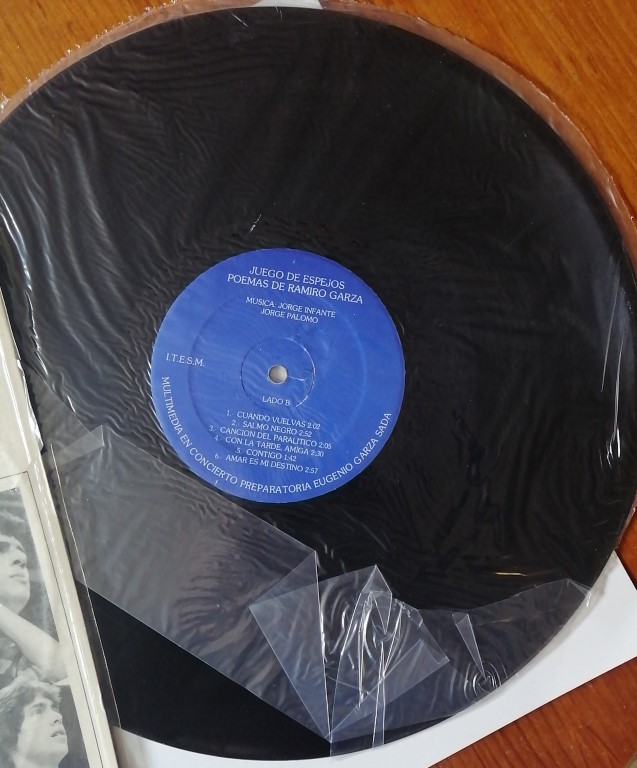 JUEGO DE ESPEJOS
POEMAS DE RAMIRO GARZA
MUSICA: JORGE INFANTE
JORGE PALOMO
I.T.E.S.M.
LADO B
1. CUANDO VUELVAS 2:02
2. SALMO NEGRO 2:52
3. CANCION DEL PARALITICO 2:05
4. CON LA TARDE, AMIGA 2:30
5. CONTIGO 1:42
6. AMAR ES MI DESTINO 2:57
MULTIMEDIA EN CONCIERTO PREPARATORIA EUGENIO GARZA SADA